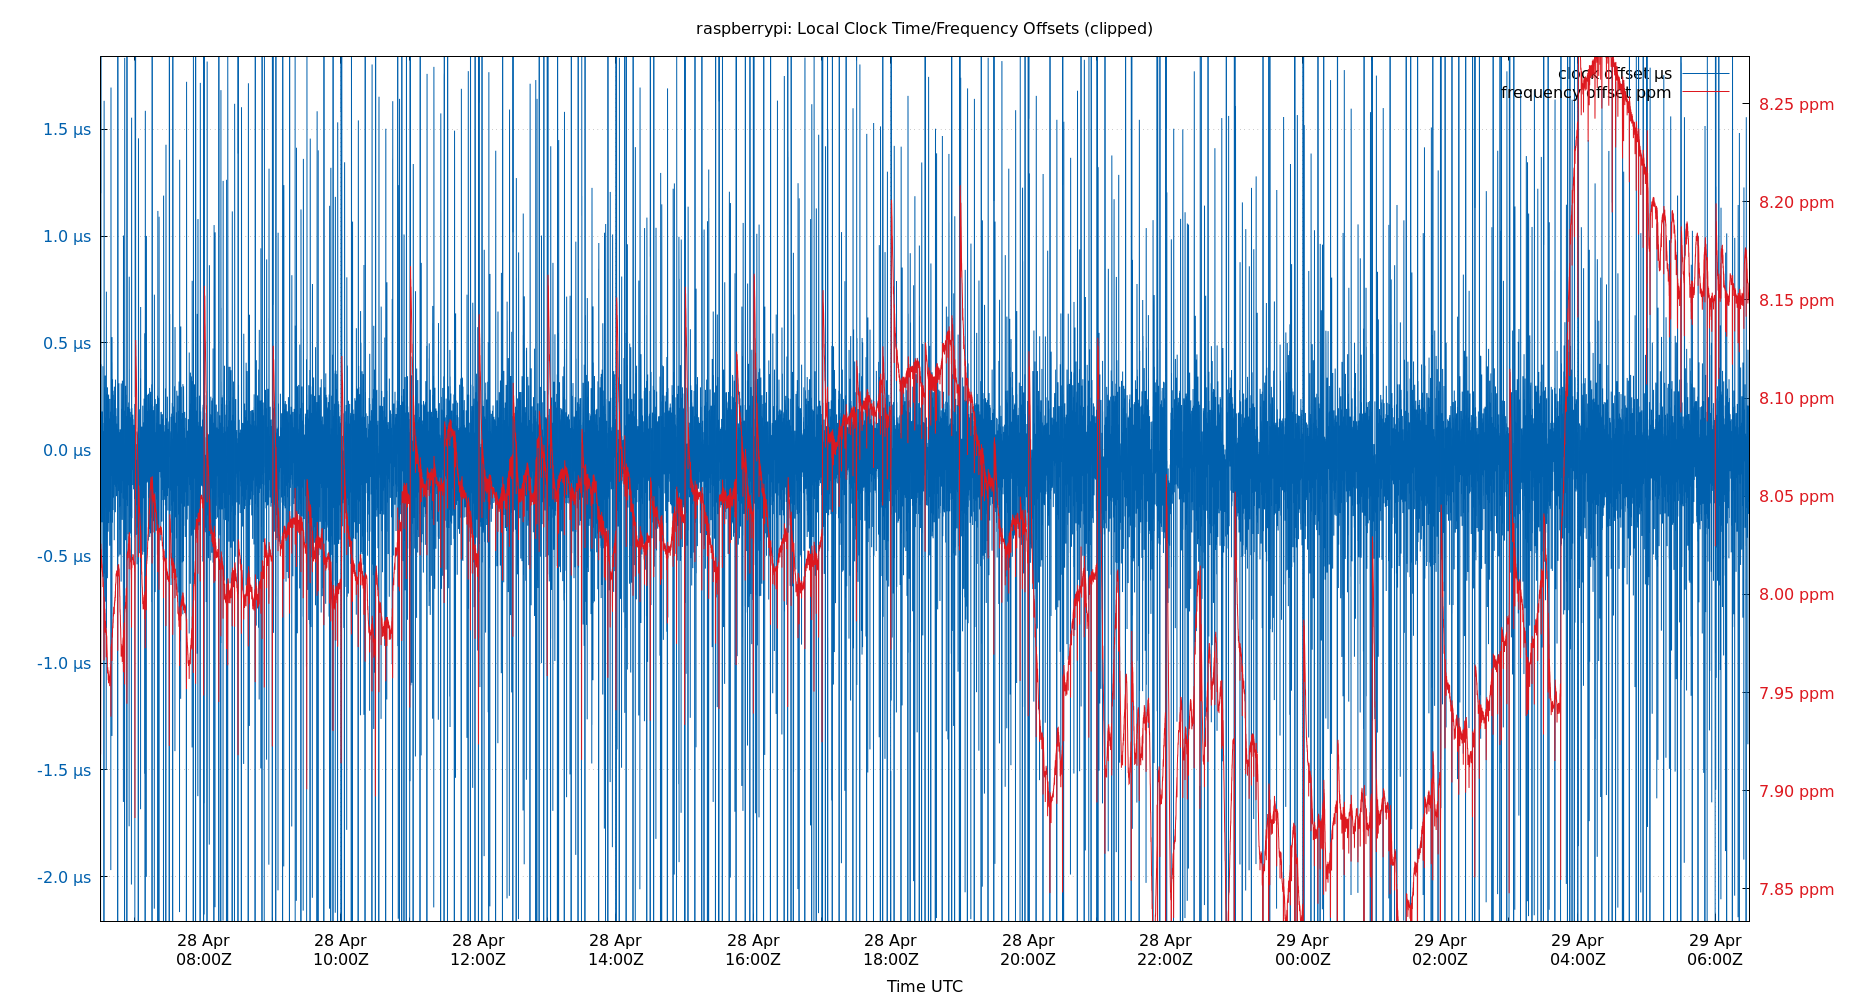 raspberrypi: Local Clock Time/Frequency Offsets (clipped)
clock offset µs
frequency offset ppm
1.5 µs
1.0 µs
0.5 µs
0.0 µs
-0.5 µs
-1.0 µs
-1.5 µs
-2.0 µs
8.25 ppm
8.20 ppm
8.15 ppm
8.10 ppm
8.05 ppm
8.00 ppm
7.95 ppm
7.90 ppm
7.85 ppm
28 Apr 28 Apr 28 Apr 28 Apr 28 Apr 28 Apr 28 Apr 28 Apr 29 Apr 29 Apr 29 Apr 29 Apr
08:00Z 10:00Z 12:00Z 14:00Z 16:00Z 18:00Z 20:00Z 22:00Z 00:00Z 02:00Z 04:00Z 06:00Z
Time UTC